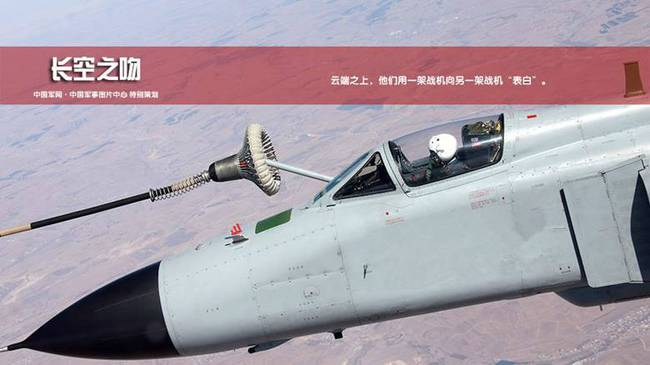 长空之吻
中国军网·中国军事图片中心 特别策划
云端之上，他们用一架战机向另一架战机“表白”。